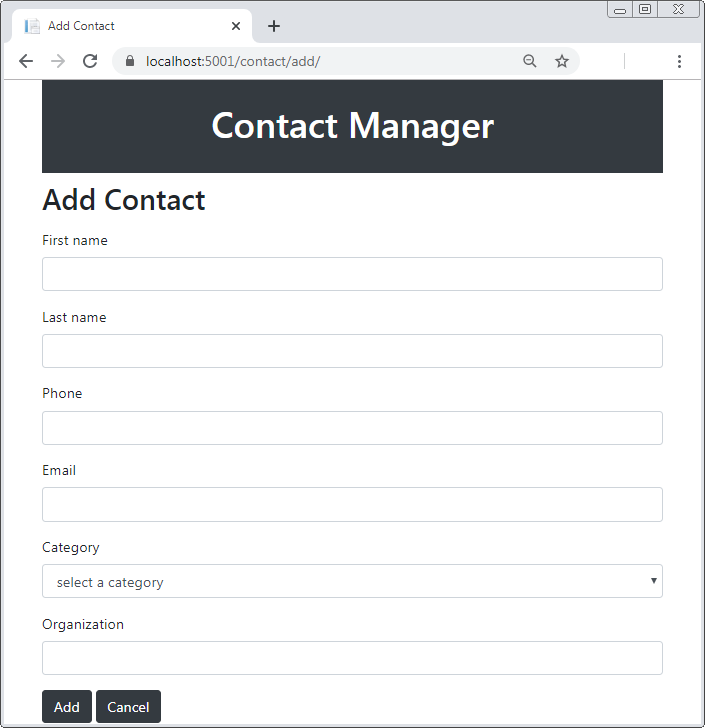 Add Contact
localhost:5001/contact/add/
Contact Manager
Add Contact
First name
Last name
Phone
Email
Category
select a category
Organization
Add Cancel